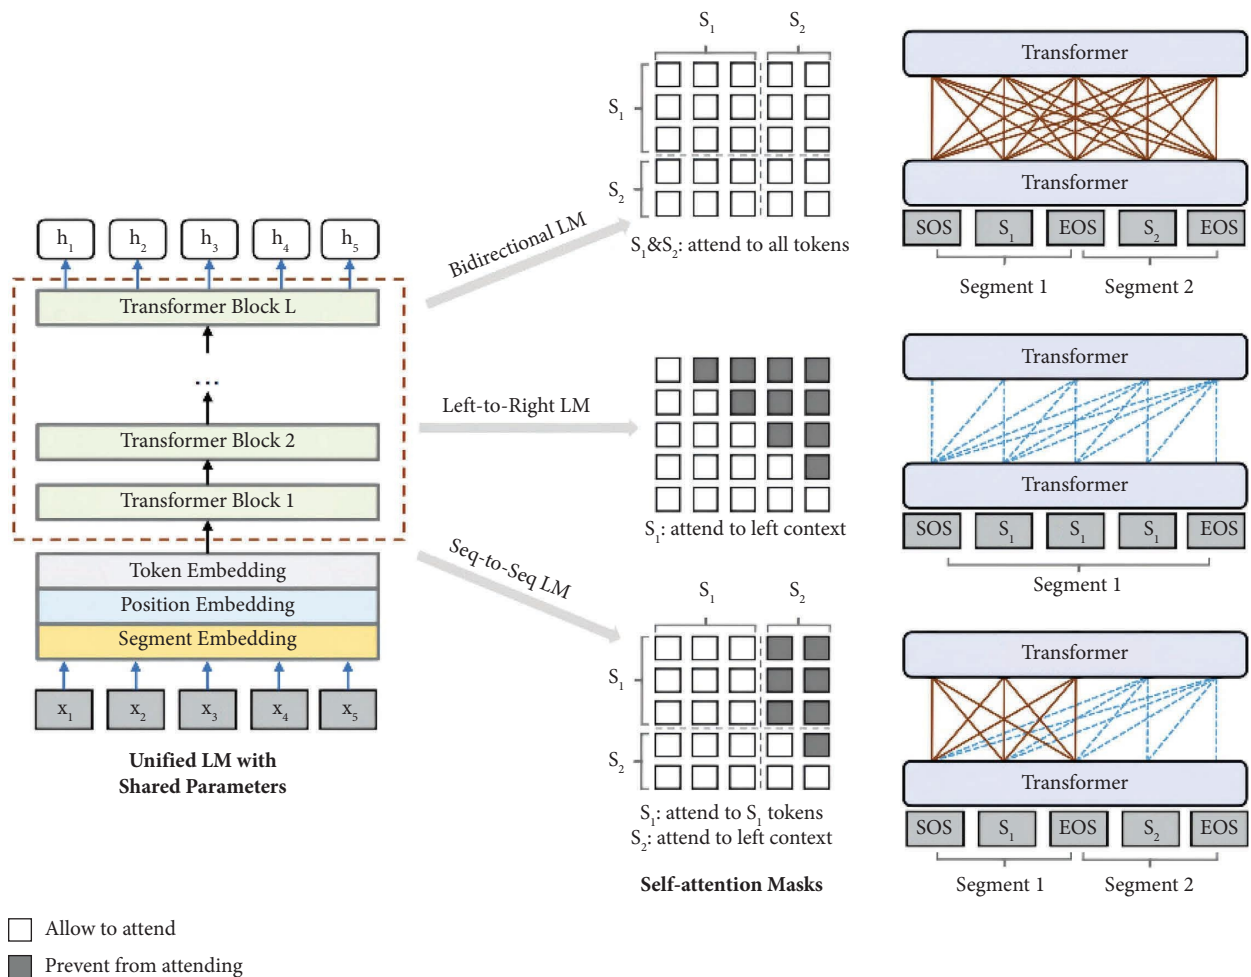 h1
h2
h3
h4
h5
Transformer Block L
...
Transformer Block 2
Transformer Block 1
Token Embedding
Position Embedding
Segment Embedding
x1
x2
x3
x4
x5
Unified LM with
Shared Parameters
Bidirectional LM
Left-to-Right LM
Seq-to-Seq LM
S1
S2
S1
S2
S1&S2: attend to all tokens
S1: attend to left context
S1
S2
S1
S2
S1: attend to S1 tokens
S2: attend to left context
Self-attention Masks
Transformer
Transformer
SOS
S1
EOS
S2
EOS
Segment 1
Segment 2
Transformer
Transformer
SOS
S1
S1
S1
EOS
Segment 1
Transformer
Transformer
SOS
S1
EOS
S2
EOS
Segment 1
Segment 2
Allow to attend
Prevent from attending